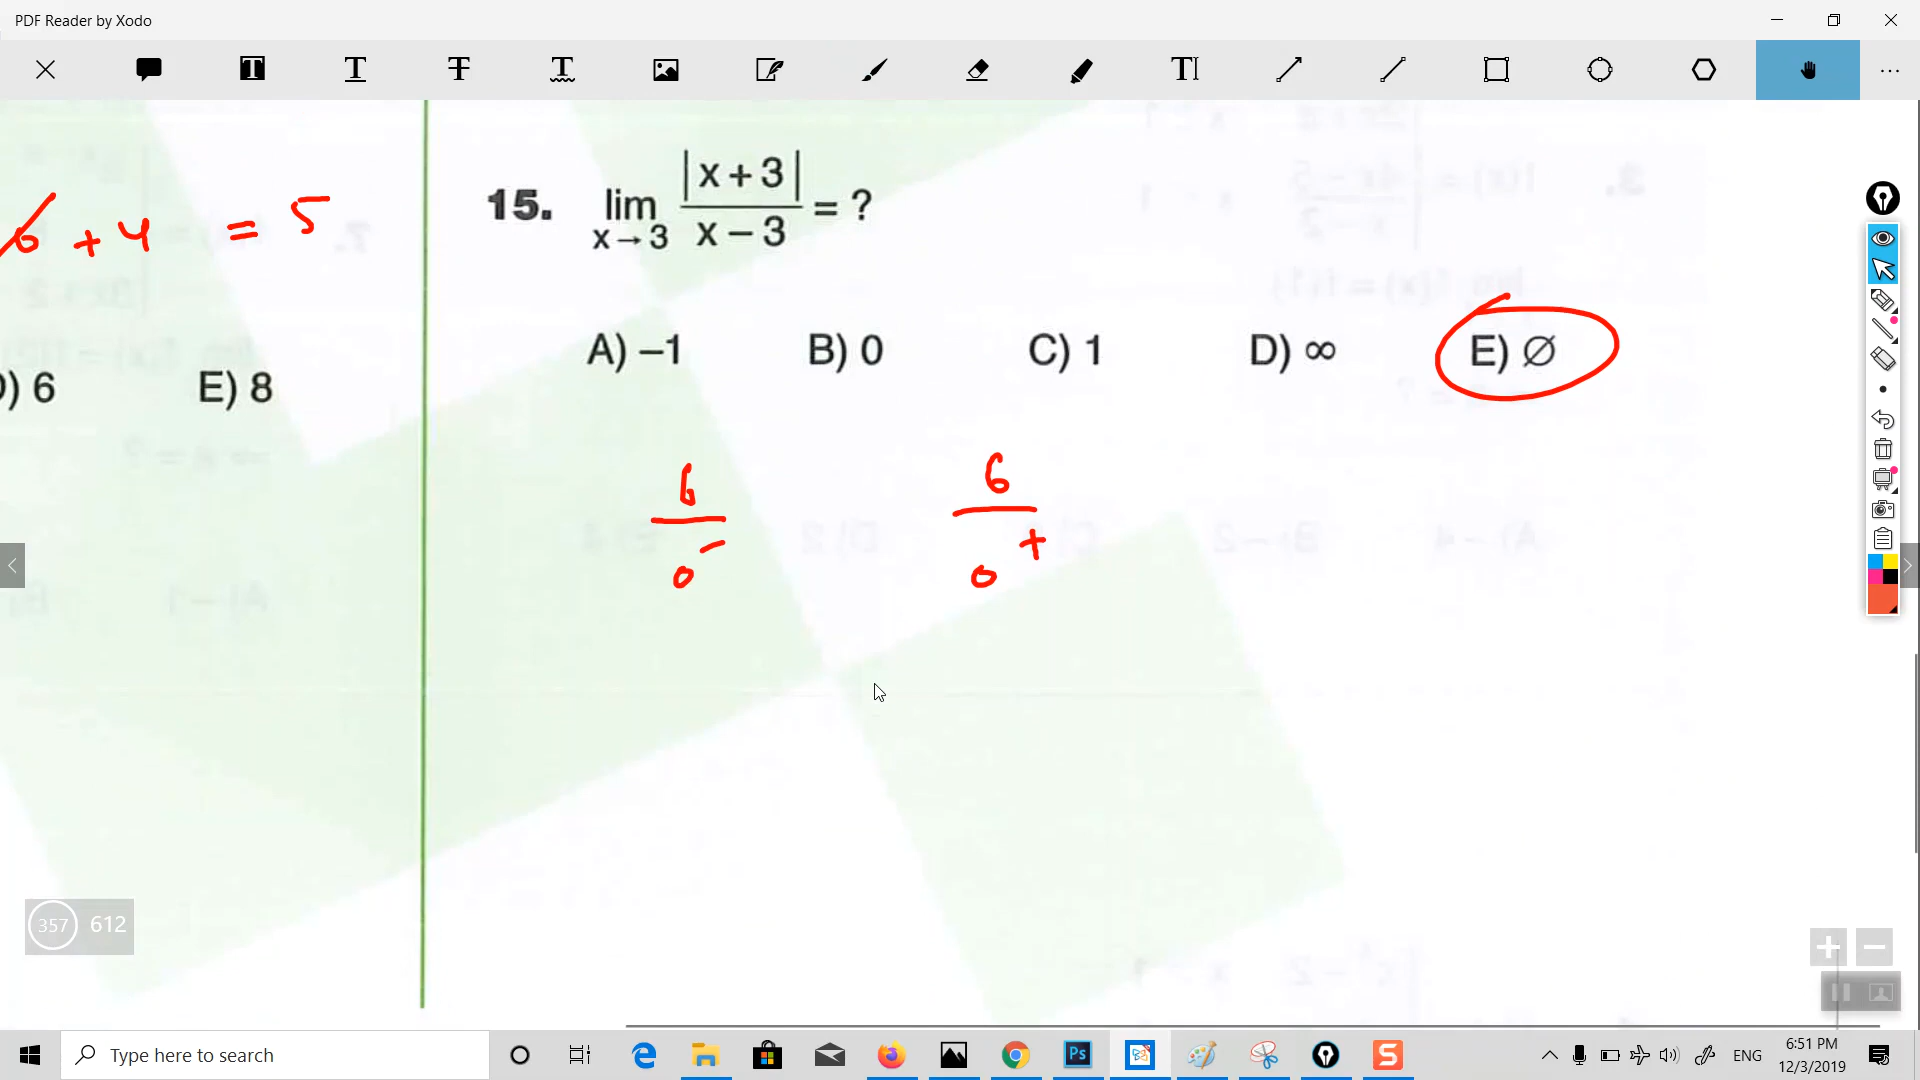 PDF Reader by Xodo
6 + 4 = 5
) 6 E) 8
15. lim x→3 |x + 3| / x – 3 = ?
A) –1 B) 0 C) 1 D) ∞ E) ∅
6 / 0⁻ 6 / 0⁺
357 612
Type here to search
Ps
S
ENG
6:51 PM
12/3/2019